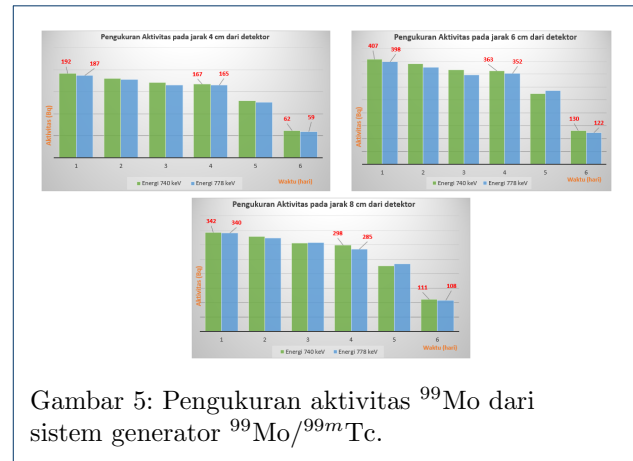 Pengukuran Aktivitas pada jarak 4 cm dari detektor
192
187
167
165
62
59
Aktivitas (Bq)
1 2 3 4 5 6
Energi 740 keV Energi 778 keV
Waktu (hari)
Pengukuran Aktivitas pada jarak 6 cm dari detektor
407
398
363
352
130
122
Aktivitas (Bq)
1 2 3 4 5 6
Energi 740 keV Energi 778 keV
Waktu (hari)
Pengukuran Aktivitas pada jarak 8 cm dari detektor
342
340
298
285
111
108
Aktivitas (Bq)
1 2 3 4 5 6
Energi 740 keV Energi 778 keV
Waktu (hari)
Gambar 5: Pengukuran aktivitas ⁹⁹Mo dari
sistem generator ⁹⁹Mo/⁹⁹ᵐTc.